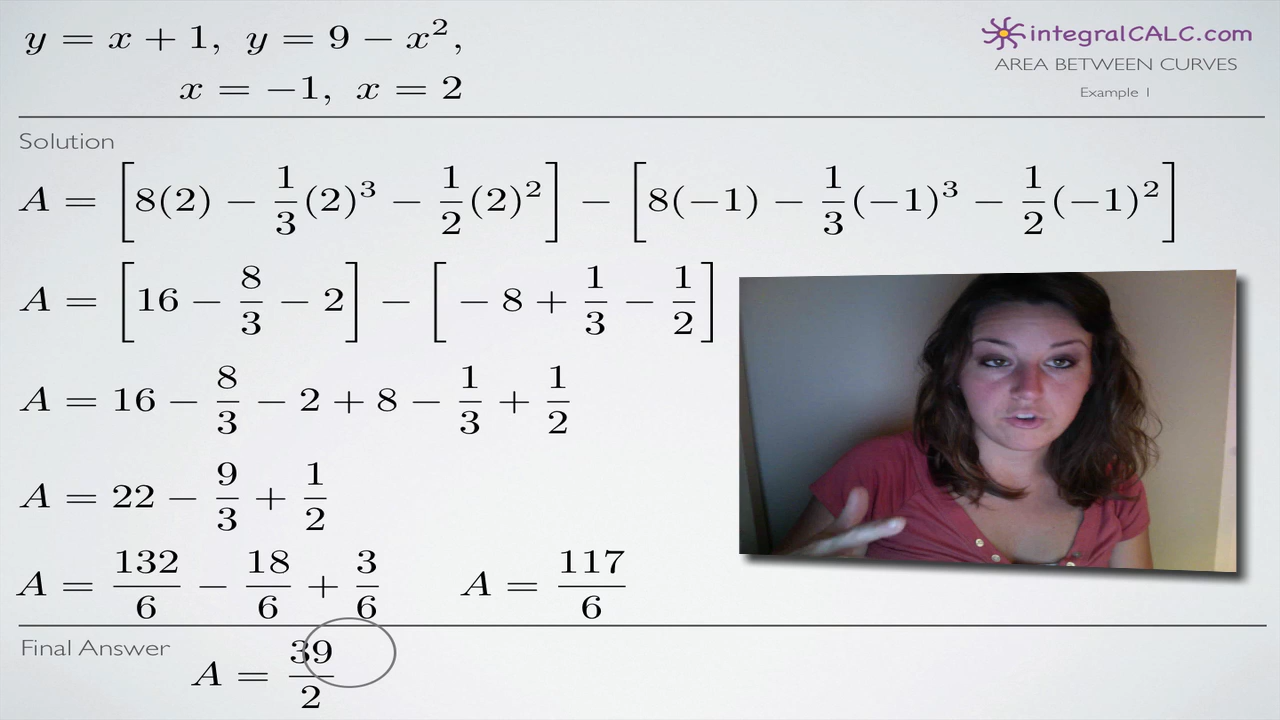 y = x + 1, y = 9 − x²,
x = −1, x = 2
integralCALC.com
AREA BETWEEN CURVES
Example 1
Solution
A = [8(2) − 1/3(2)³ − 1/2(2)²] − [8(−1) − 1/3(−1)³ − 1/2(−1)²]
A = [16 − 8/3 − 2] − [− 8 + 1/3 − 1/2]
A = 16 − 8/3 − 2 + 8 − 1/3 + 1/2
A = 22 − 9/3 + 1/2
A = 132/6 − 18/6 + 3/6 A = 117/6
Final Answer
A = 39/2